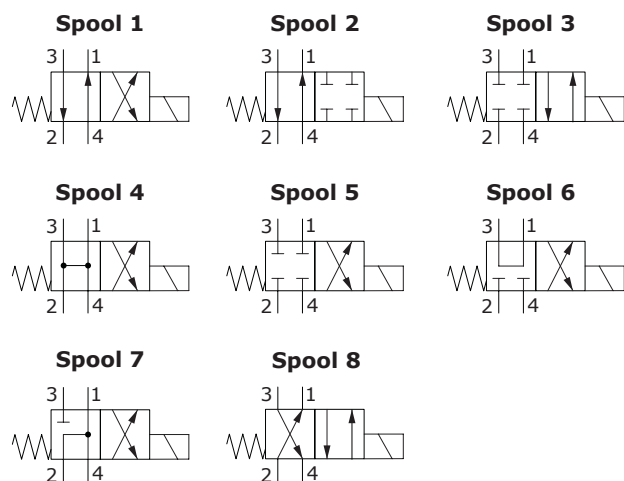 Spool 1 Spool 2 Spool 3
3 1 3 1 3 1
2 4 2 4 2 4
Spool 4 Spool 5 Spool 6
3 1 3 1 3 1
2 4 2 4 2 4
Spool 7 Spool 8
3 1 3 1
2 4 2 4